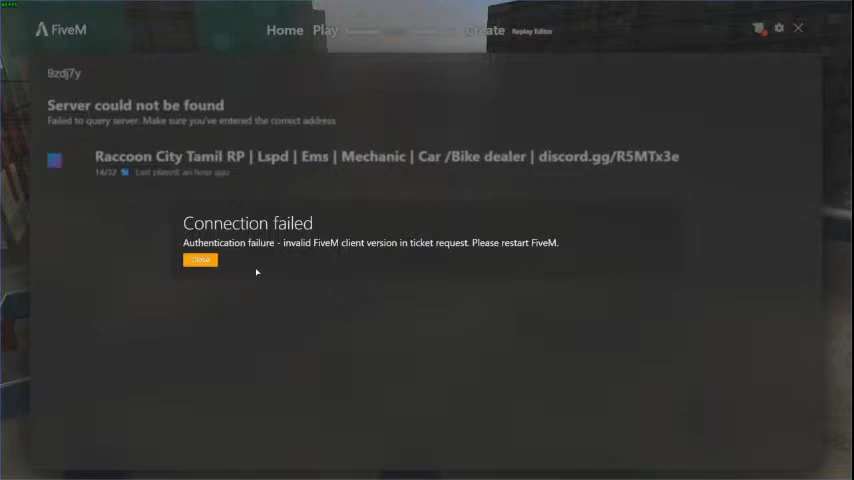 FiveM
Home Play Create Replay Editor
9zdj7y
Server could not be found
Failed to query server. Make sure you've entered the correct address
Raccoon City Tamil RP | Lspd | Ems | Mechanic | Car /Bike dealer | discord.gg/R5MTx3e
14/32 Last played: an hour ago
Connection failed
Authentication failure - invalid FiveM client version in ticket request. Please restart FiveM.
Close